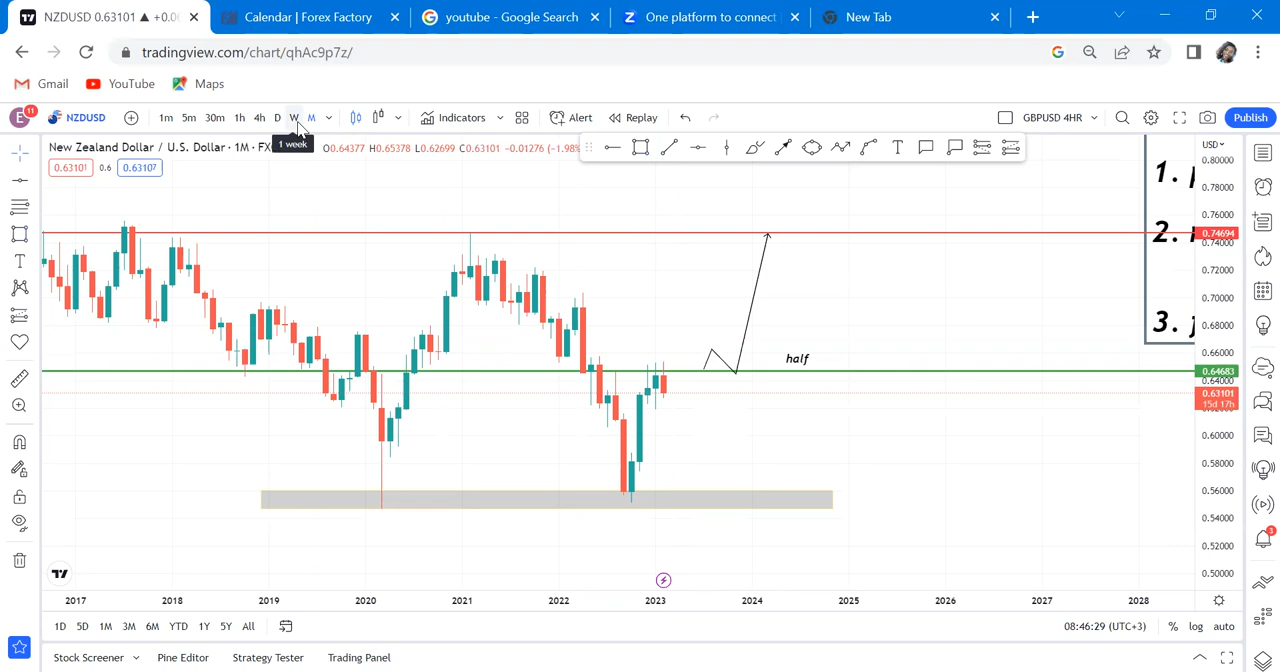 NZDUSD 0.63101 ▲ +0.0
Calendar | Forex Factory
youtube - Google Search
One platform to connect
New Tab
tradingview.com/chart/qhAc9p7z/
Gmail
YouTube
Maps
E
11
NZDUSD
1m 5m 30m 1h 4h D W M
Indicators
Alert
Replay
GBPUSD 4HR
Publish
1 week
New Zealand Dollar / U.S. Dollar · 1M · FX
O0.64377 H0.65378 L0.62699 C0.63101 −0.01276 (−1.98%
0.63101
0.6
0.63107
USD
0.80000
0.78000
0.76000
0.74694
0.74000
0.72000
0.70000
0.68000
0.66000
0.64683
0.64000
0.63101
15d 17h
0.60000
0.58000
0.56000
0.54000
0.52000
0.50000
1.
2.
3.
half
2017 2018 2019 2020 2021 2022 2023 2024 2025 2026 2027 2028
1D 5D 1M 3M 6M YTD 1Y 5Y All
08:46:29 (UTC+3)
% log auto
Stock Screener
Pine Editor
Strategy Tester
Trading Panel
3